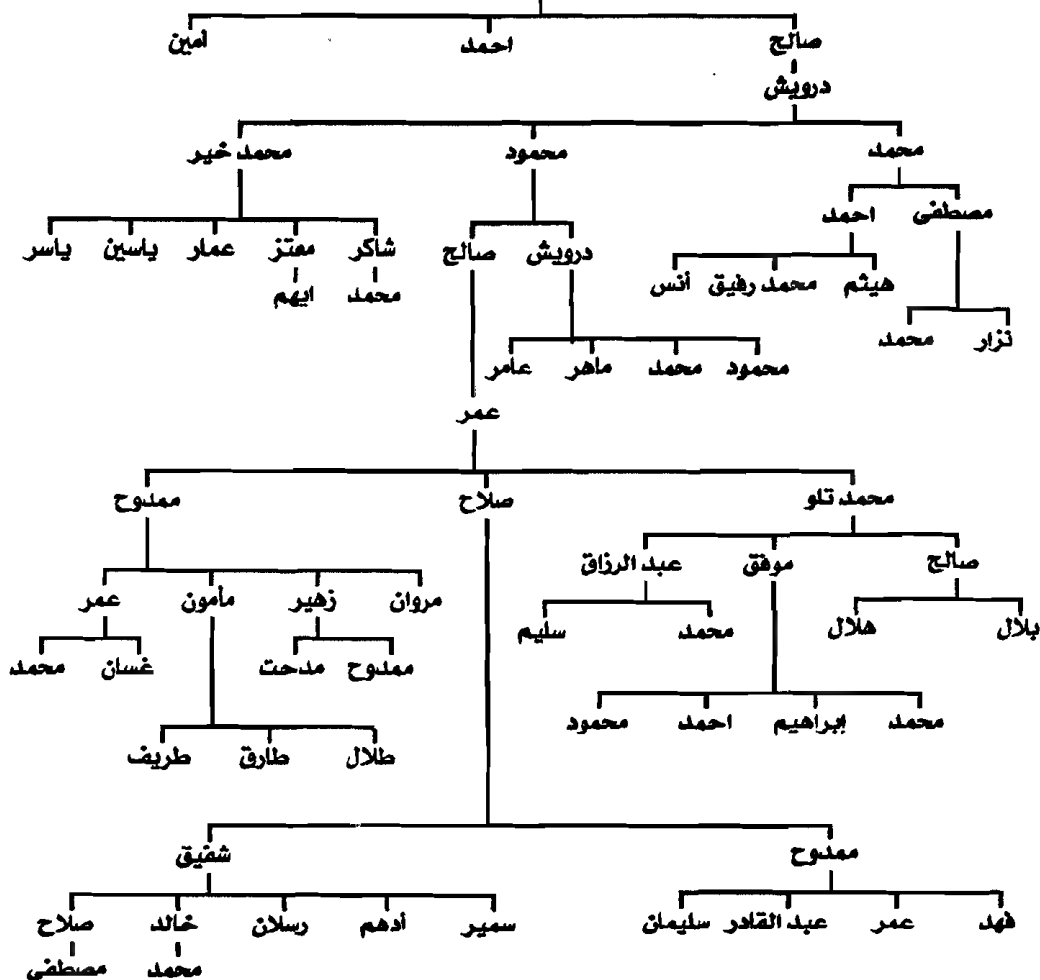 صالح احمد أمين
درويش
محمد محمود محمد خير
مصطفى احمد
درويش صالح
شاكر معتز عمار ياسين ياسر
هيثم محمد رفيق أنس
محمد ايهم
نزار محمد
محمود محمد ماهر عامر
عمر
محمد تلو صلاح ممدوح
صالح موفق عبد الرزاق
مروان زهير مأمون عمر
بلال هلال محمد سليم
ممدوح مدحت غسان محمد
محمد إبراهيم احمد محمود
طلال طارق طريف
ممدوح شفيق
فهد عمر عبد القادر سليمان سمير أدهم رسلان خالد صلاح
محمد مصطفى